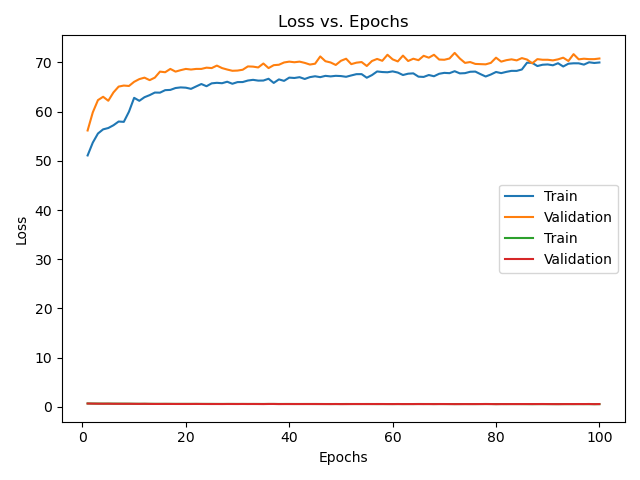 Loss vs. Epochs
Loss
70
60
50
40
30
20
10
0
Train
Validation
Train
Validation
0 20 40 60 80 100
Epochs